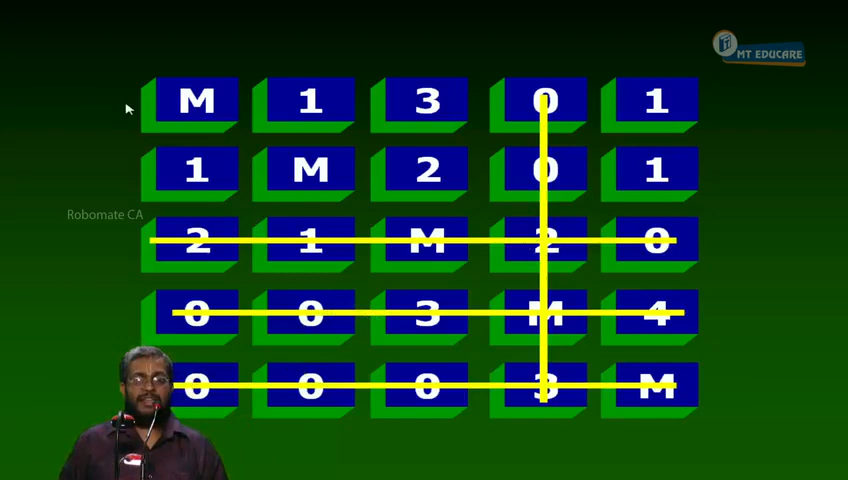 MT EDUCARE
M 1 3 0 1
1 M 2 0 1
Robomate CA
2 1 M 2 0
0 0 3 M 4
0 0 0 3 M